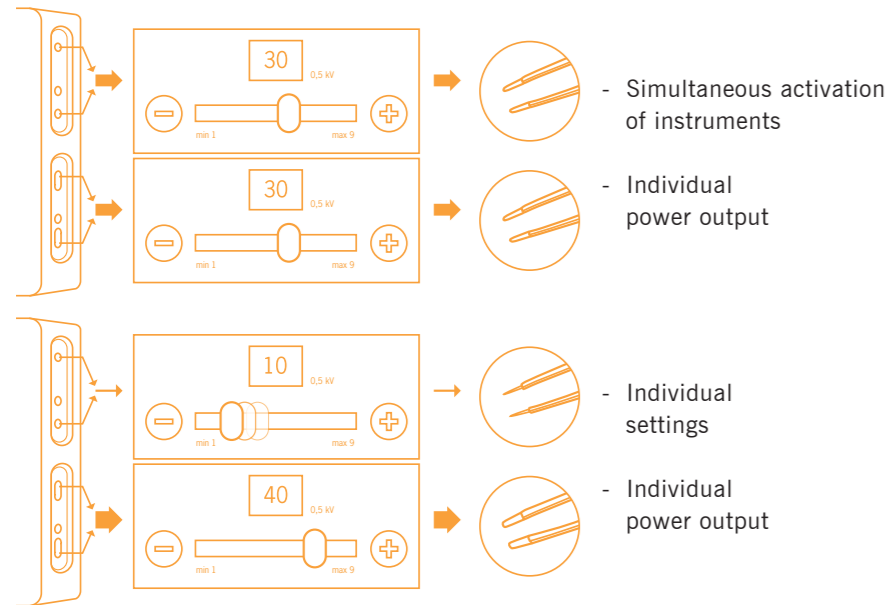 30
0,5 kV
min 1 max 9
- Simultaneous activation
of instruments
30
0,5 kV
min 1 max 9
- Individual
power output
10
0,5 kV
min 1 max 9
- Individual
settings
40
0,5 kV
min 1 max 9
- Individual
power output